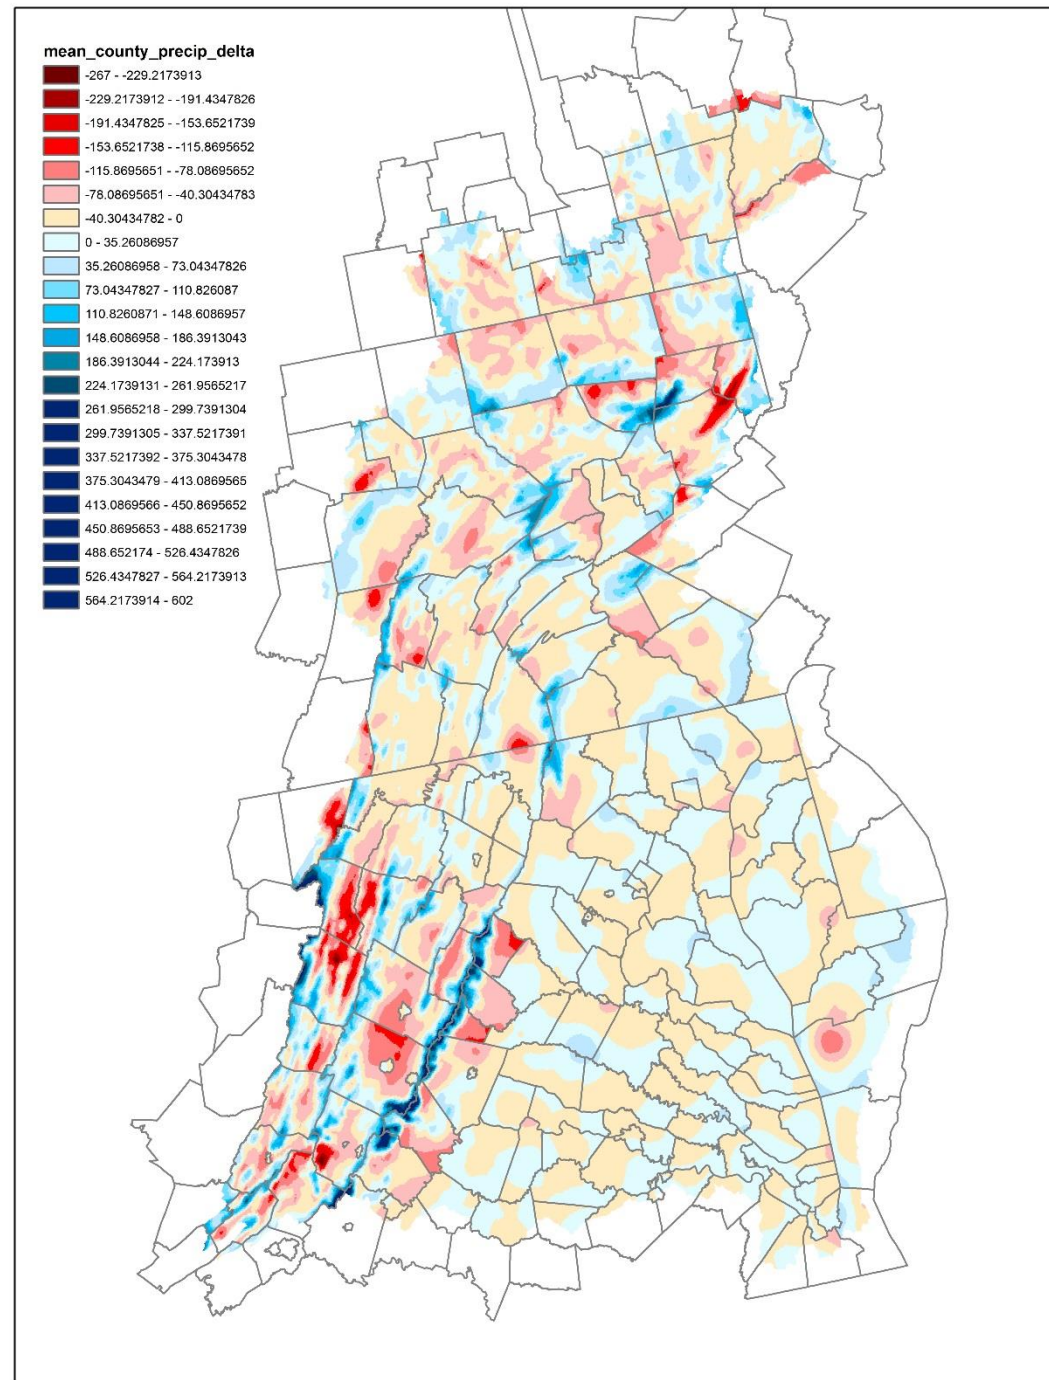 mean_county_precip_delta
-267 - -229.2173913
-229.2173912 - -191.4347826
-191.4347825 - -153.6521739
-153.6521738 - -115.8695652
-115.8695651 - -78.08695652
-78.08695651 - -40.30434783
-40.30434782 - 0
0 - 35.26086957
35.26086958 - 73.04347826
73.04347827 - 110.826087
110.8260871 - 148.6086957
148.6086958 - 186.3913043
186.3913044 - 224.173913
224.1739131 - 261.9565217
261.9565218 - 299.7391304
299.7391305 - 337.5217391
337.5217392 - 375.3043478
375.3043479 - 413.0869565
413.0869566 - 450.8695652
450.8695653 - 488.6521739
488.652174 - 526.4347826
526.4347827 - 564.2173913
564.2173914 - 602